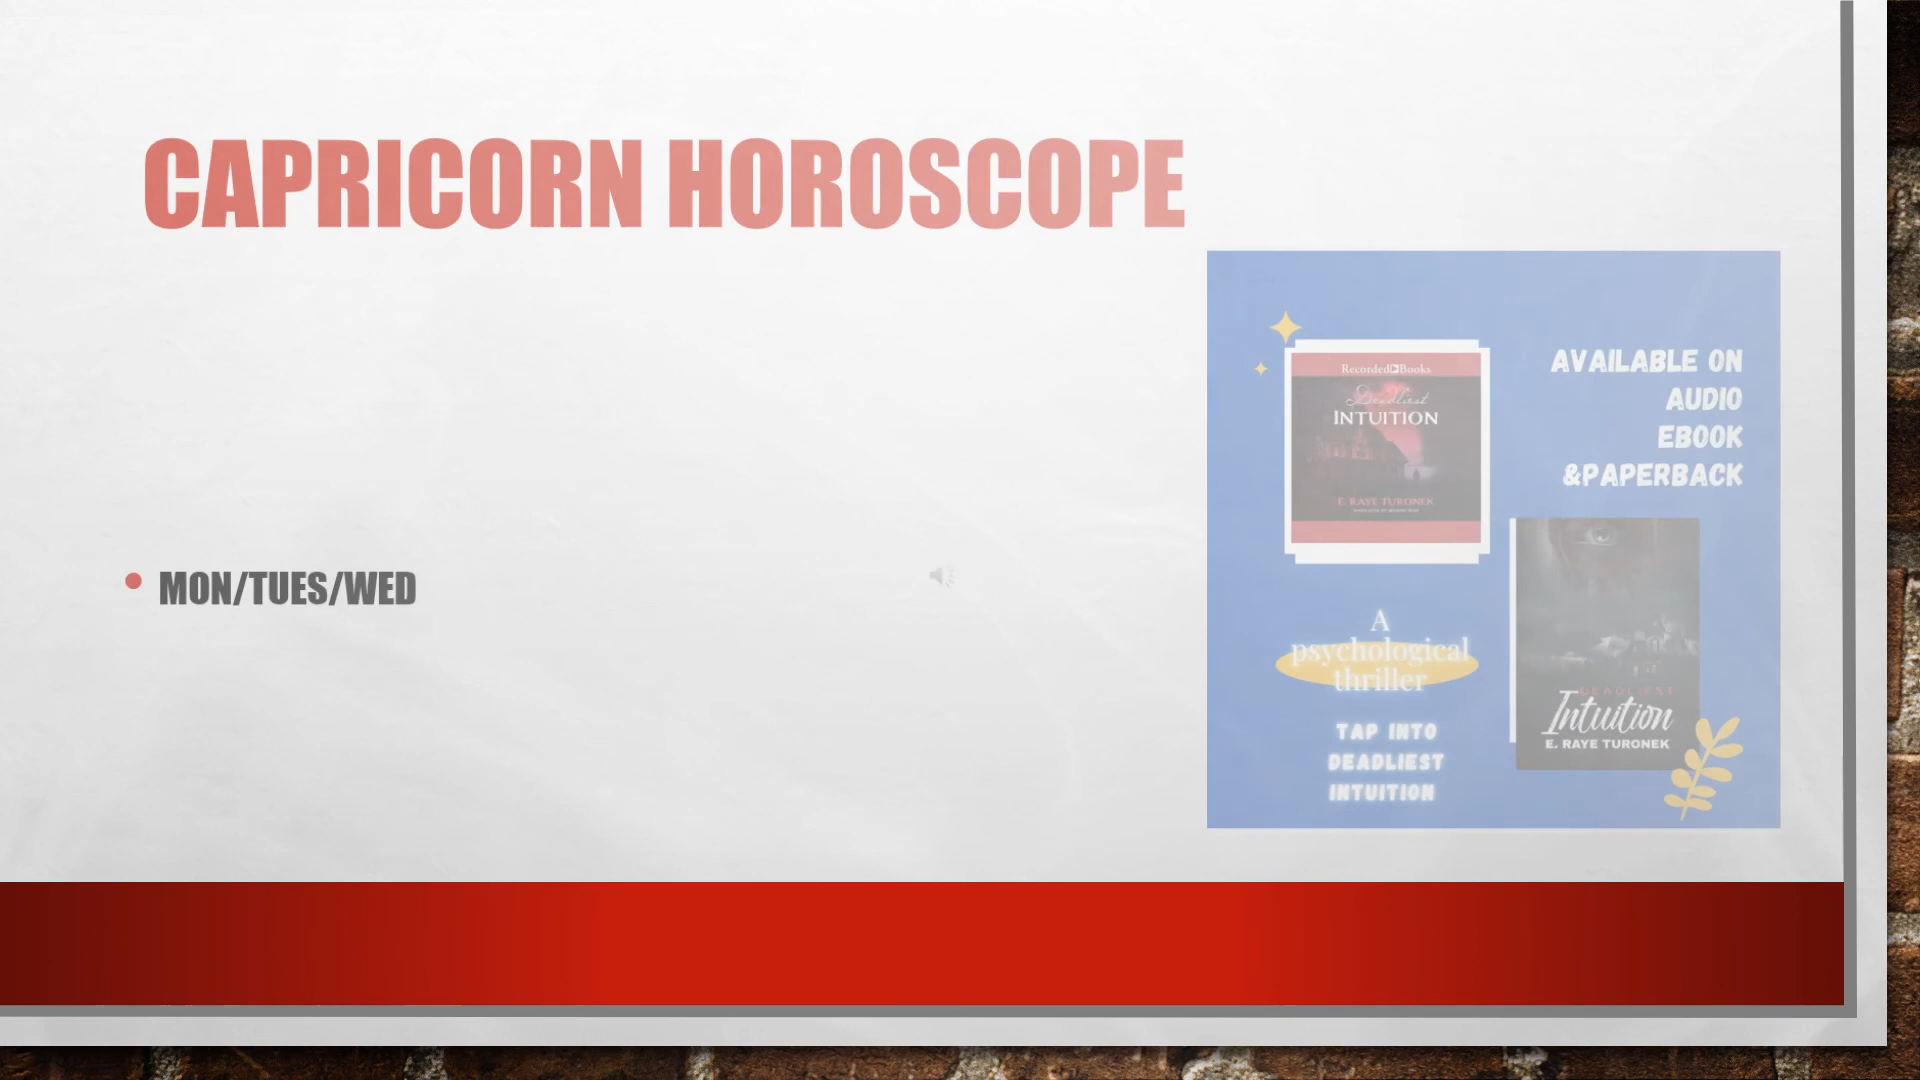 CAPRICORN HOROSCOPE
MON/TUES/WED
AVAILABLE ON
AUDIO
EBOOK
&PAPERBACK
Recorded Books
Deadliest
INTUITION
E. RAYE TURONEK
A
psychological
thriller
TAP INTO
DEADLIEST
INTUITION
DEADLIEST
Intuition
E. RAYE TURONEK